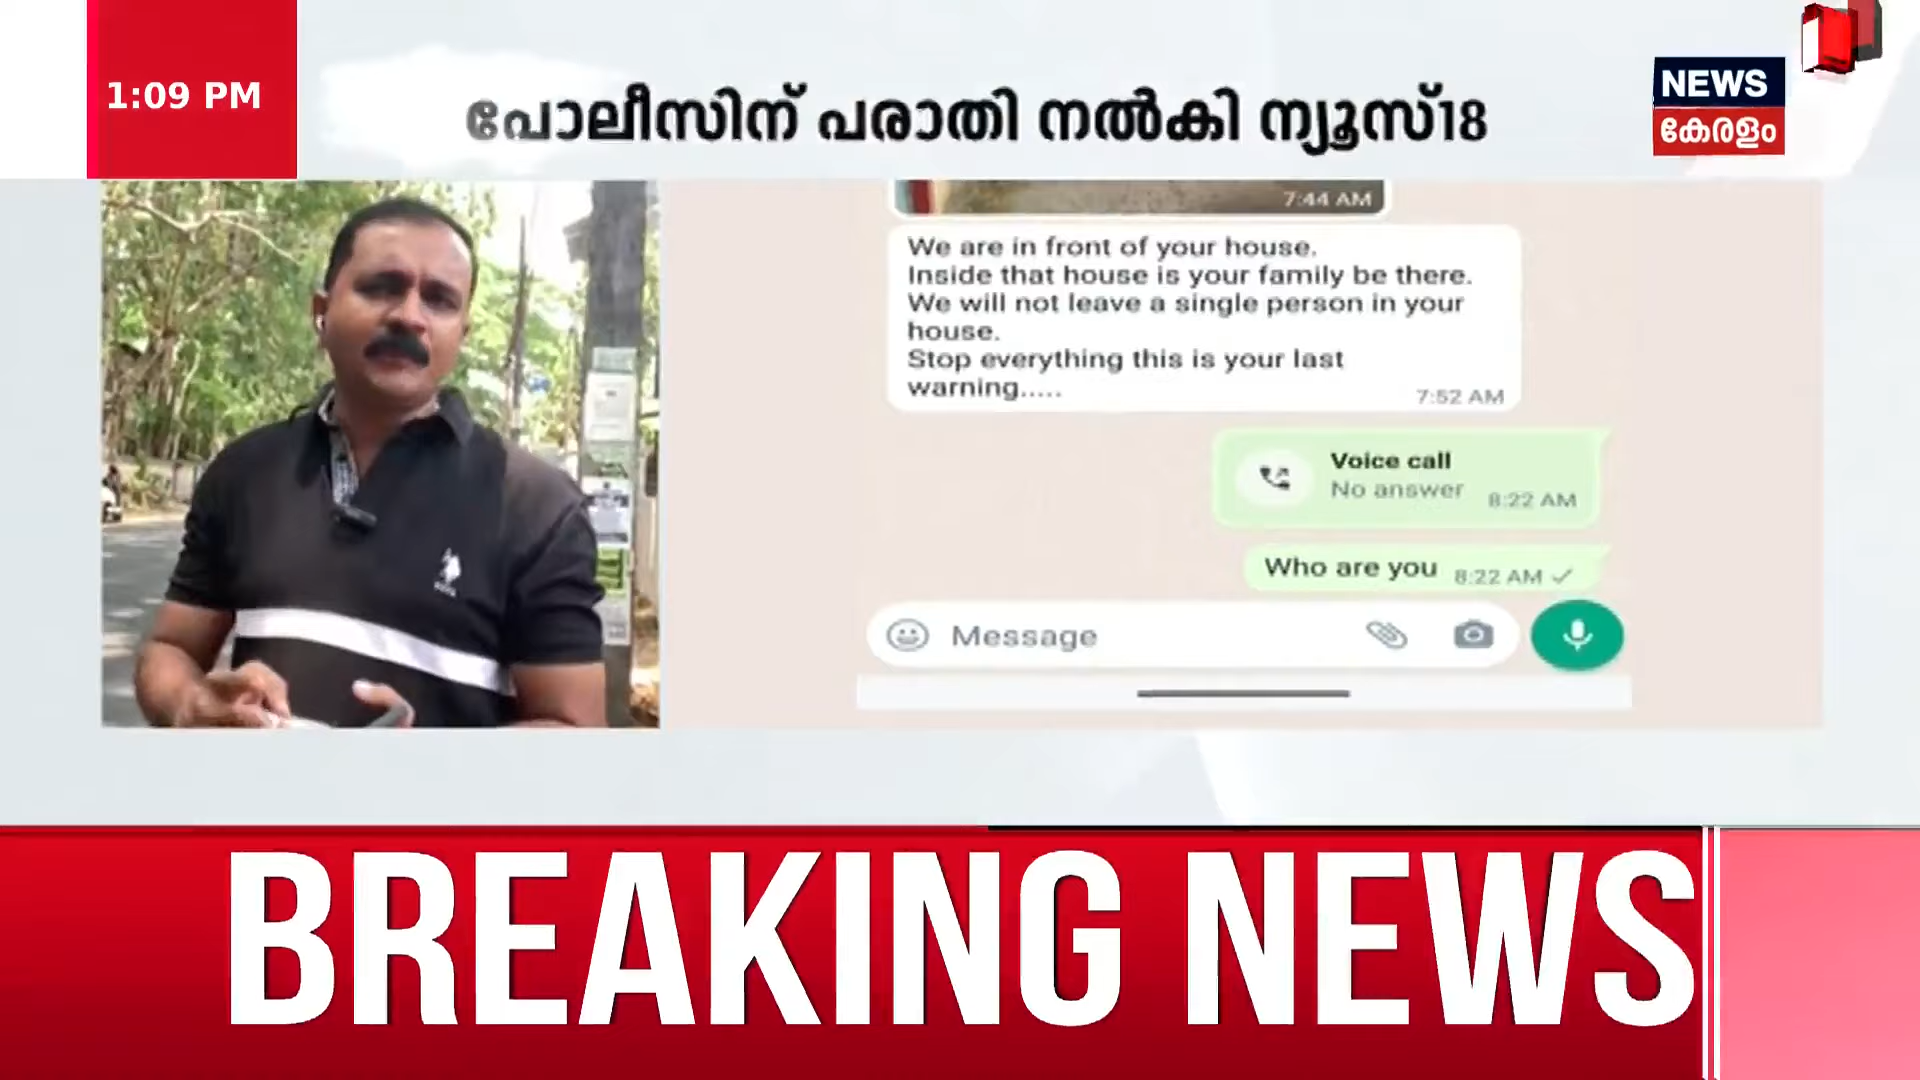 1:09 PM
പോലീസിന് പരാതി നൽകി ന്യൂസ്18
NEWS
കേരളം
7:44 AM
We are in front of your house.
Inside that house is your family be there.
We will not leave a single person in your
house.
Stop everything this is your last
warning.....
7:52 AM
Voice call
No answer
8:22 AM
Who are you
8:22 AM
Message
BREAKING NEWS